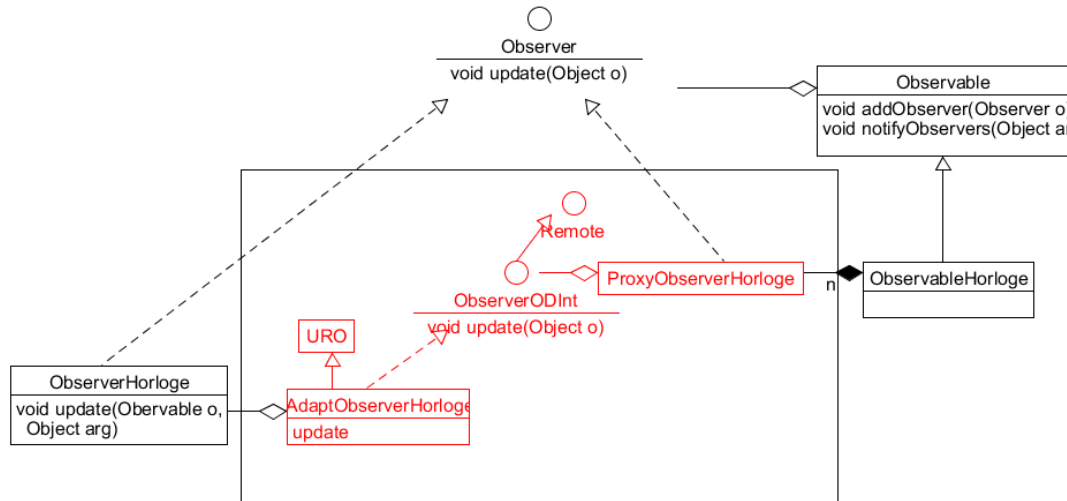 Observer
void update(Object o)
Observable
void addObserver(Observer o)
void notifyObservers(Object ar
Remote
ProxyObserverHorloge
n
ObservableHorloge
ObserverODInt
void update(Object o)
URO
ObserverHorloge
void update(Obervable o,
Object arg)
AdaptObserverHorloge
update